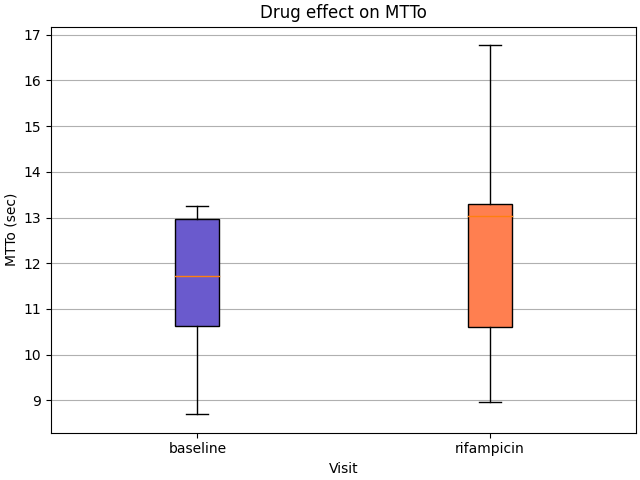 Drug effect on MTTo
17
16
15
14
13
12
11
10
9
MTTo (sec)
baseline
rifampicin
Visit